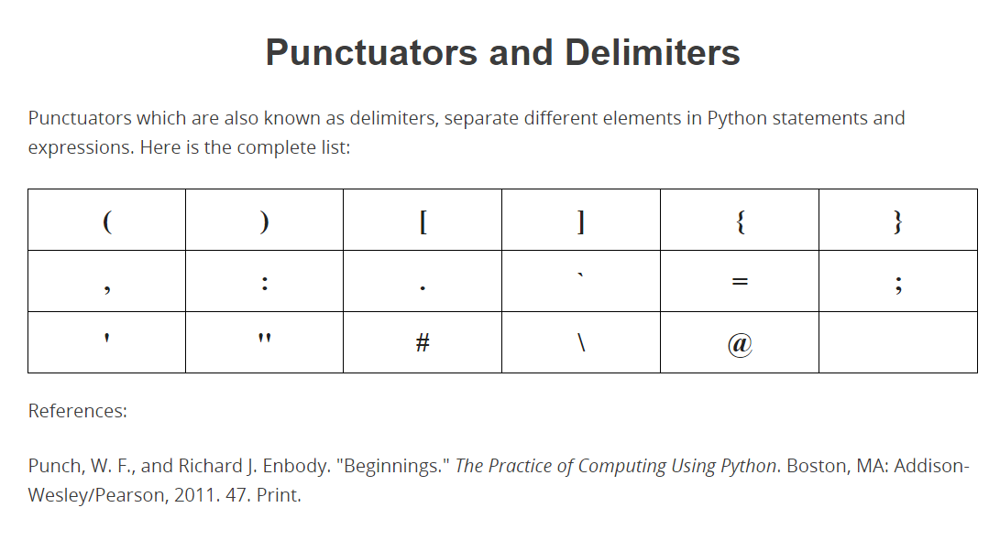 Punctuators and Delimiters
Punctuators which are also known as delimiters, separate different elements in Python statements and
expressions. Here is the complete list:
( ) [ ] { }
, : . ` = ;
' " # \ @
References:
Punch, W. F., and Richard J. Enbody. "Beginnings." The Practice of Computing Using Python. Boston, MA: Addison-
Wesley/Pearson, 2011. 47. Print.